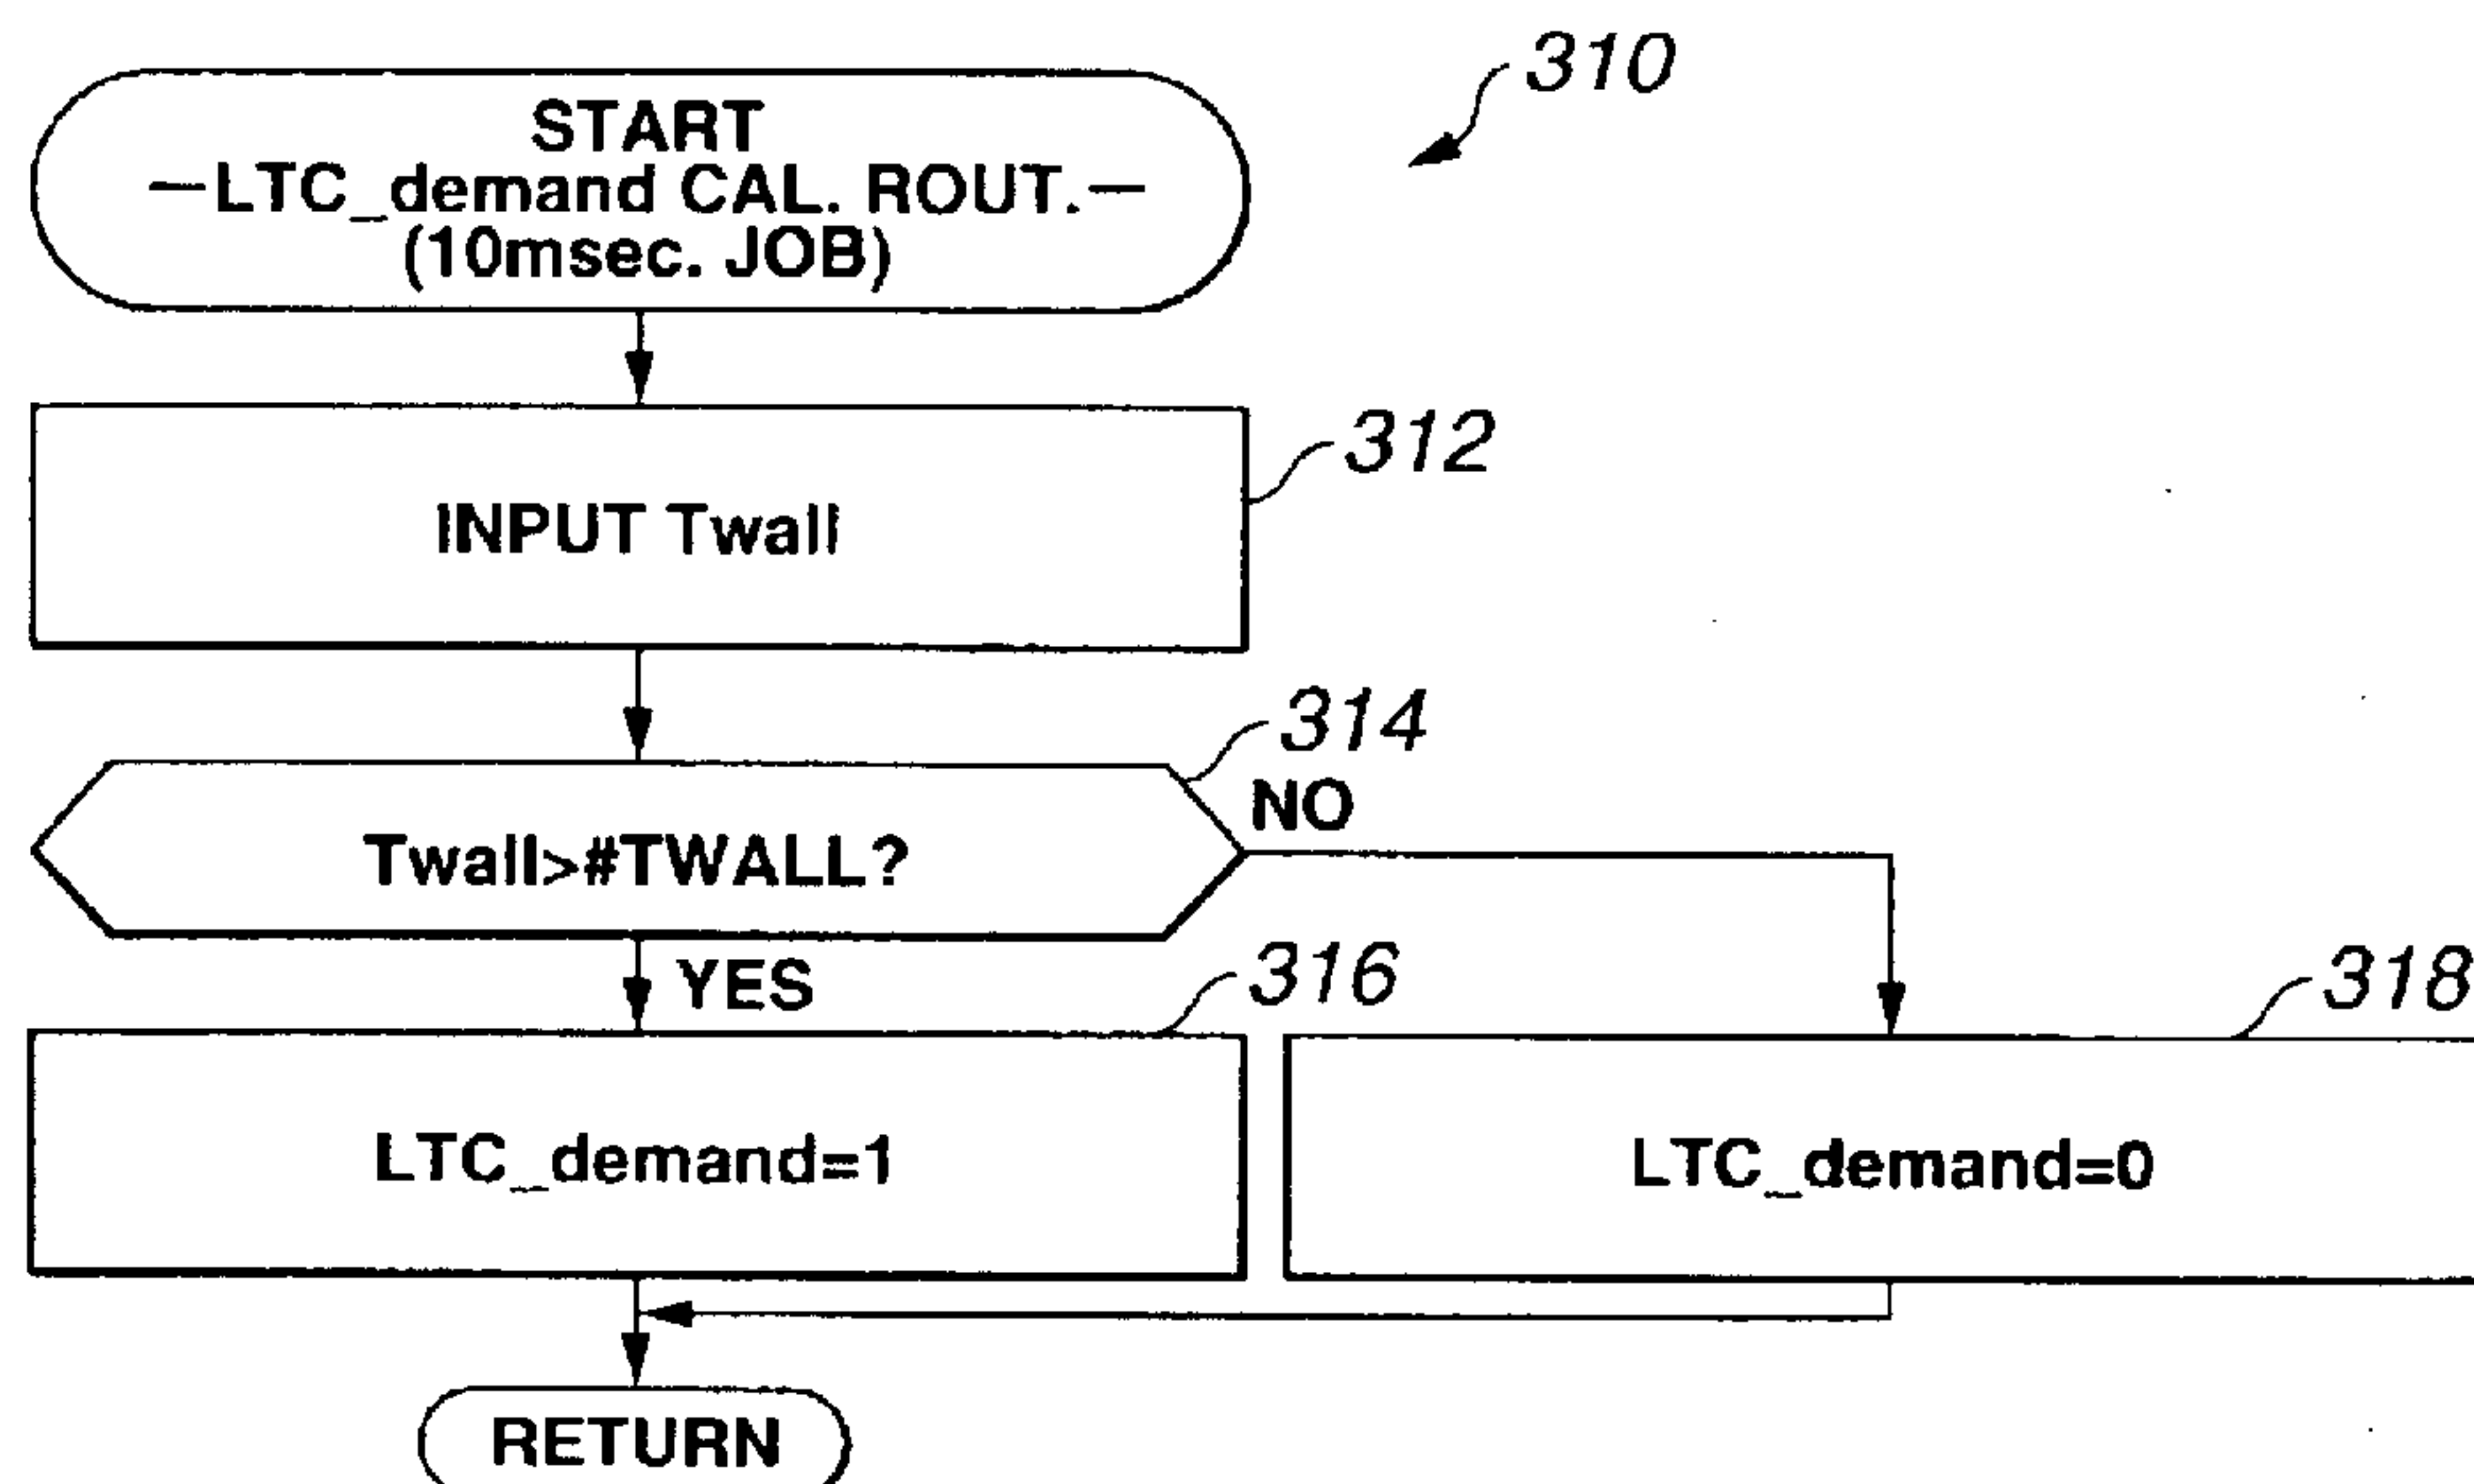 310
START
—LTC_demand CAL. ROUT.—
(10msec. JOB)
312
INPUT Twall
314
NO
Twall>#TWALL?
YES
316
318
LTC_demand=1
LTC_demand=0
RETURN